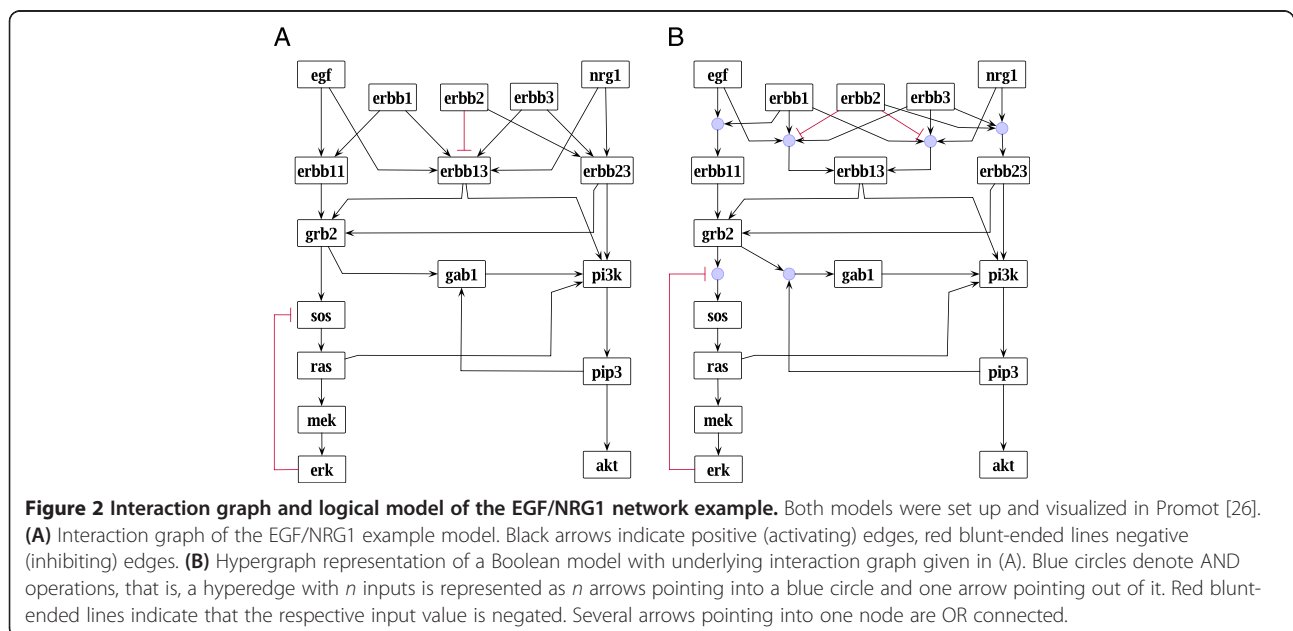 A
B
egf
nrg1
erbb1
erbb2
erbb3
erbb11
erbb13
erbb23
grb2
gab1
pi3k
sos
ras
pip3
mek
erk
akt
egf
nrg1
erbb1
erbb2
erbb3
erbb11
erbb13
erbb23
grb2
gab1
pi3k
sos
ras
pip3
mek
erk
akt
Figure 2 Interaction graph and logical model of the EGF/NRG1 network example. Both models were set up and visualized in Promot [26].
(A) Interaction graph of the EGF/NRG1 example model. Black arrows indicate positive (activating) edges, red blunt-ended lines negative
(inhibiting) edges. (B) Hypergraph representation of a Boolean model with underlying interaction graph given in (A). Blue circles denote AND
operations, that is, a hyperedge with n inputs is represented as n arrows pointing into a blue circle and one arrow pointing out of it. Red blunt-
ended lines indicate that the respective input value is negated. Several arrows pointing into one node are OR connected.